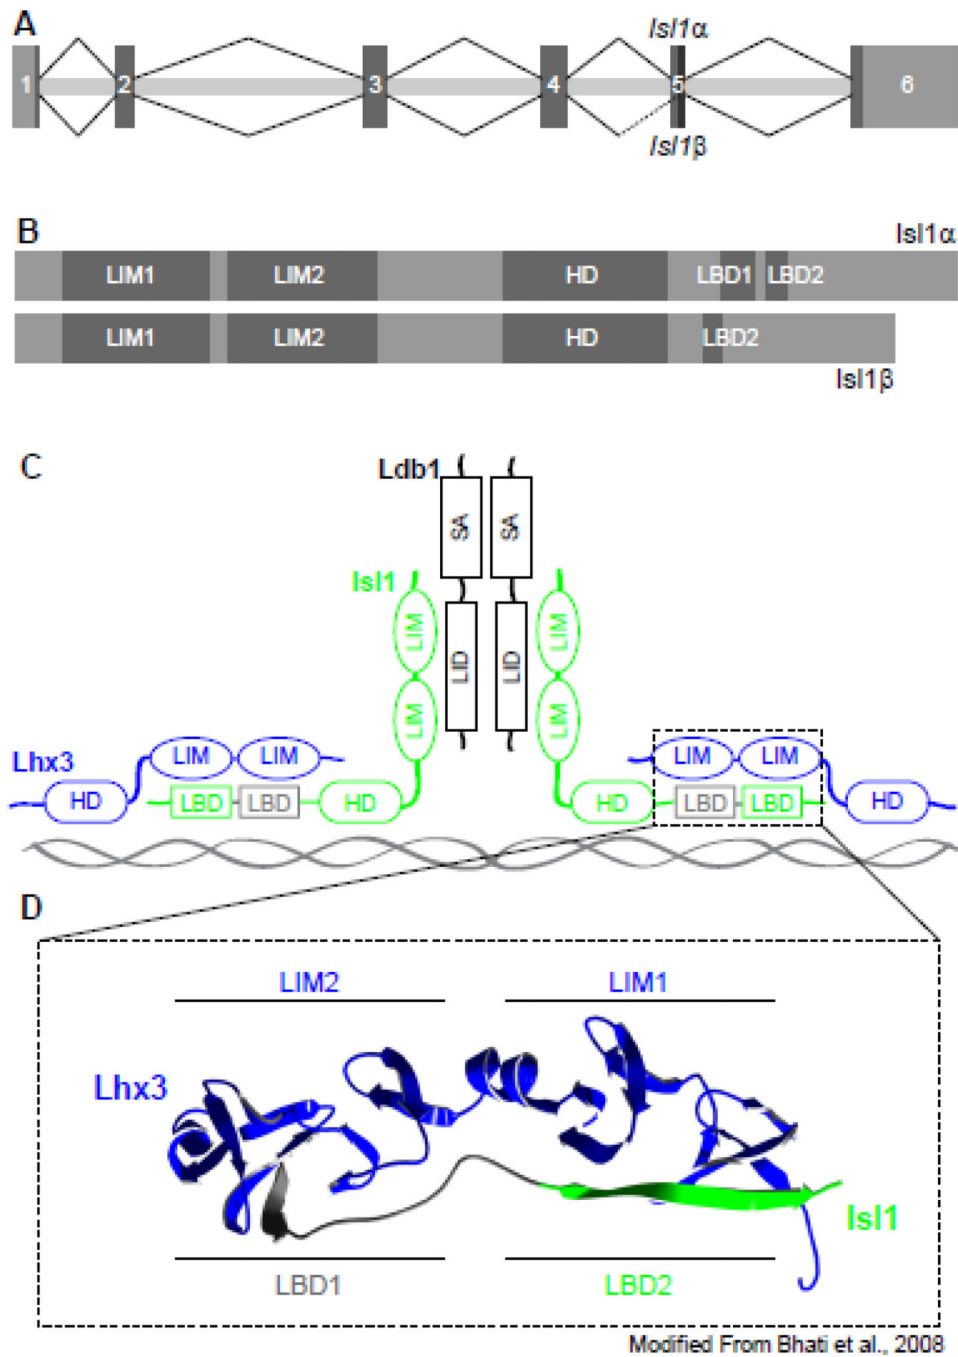 A
Isl1α
1 2 3 4 5 6
Isl1β
B
Isl1α
LIM1 LIM2 HD LBD1 LBD2
LIM1 LIM2 HD LBD2
Isl1β
C
Ldb1
SA SA
Isl1
LIM LID LID LIM
LIM LIM
Lhx3
LIM LIM LIM LIM
HD LBD LBD HD HD LBD LBD HD
D
LIM2 LIM1
Lhx3
Isl1
LBD1 LBD2
Modified From Bhati et al., 2008